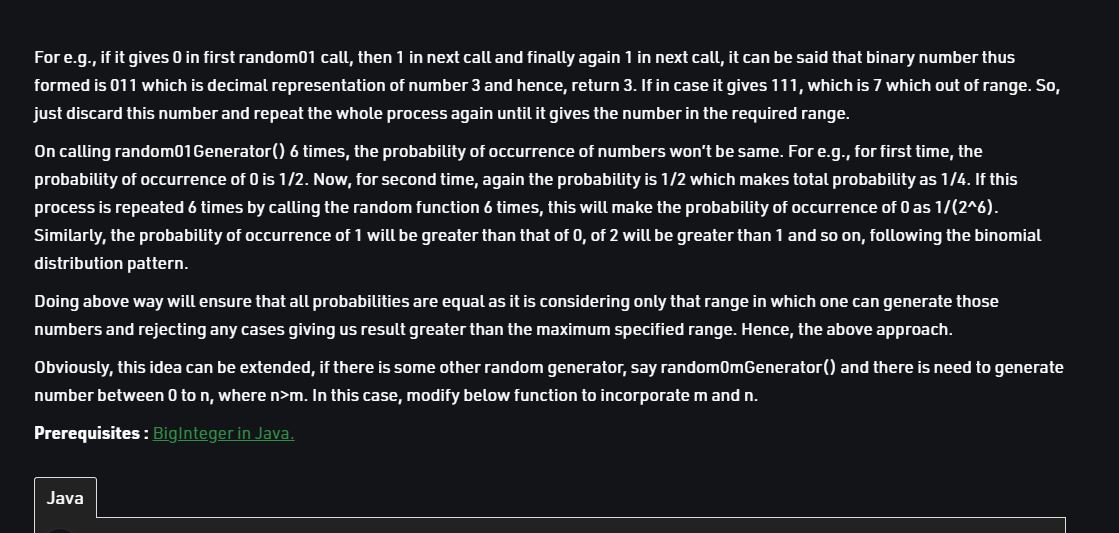 For e.g., if it gives 0 in first random01 call, then 1 in next call and finally again 1 in next call, it can be said that binary number thus
formed is 011 which is decimal representation of number 3 and hence, return 3. If in case it gives 111, which is 7 which out of range. So,
just discard this number and repeat the whole process again until it gives the number in the required range.
On calling random01Generator() 6 times, the probability of occurrence of numbers won't be same. For e.g., for first time, the
probability of occurrence of 0 is 1/2. Now, for second time, again the probability is 1/2 which makes total probability as 1/4. If this
process is repeated 6 times by calling the random function 6 times, this will make the probability of occurrence of 0 as 1/(2^6).
Similarly, the probability of occurrence of 1 will be greater than that of 0, of 2 will be greater than 1 and so on, following the binomial
distribution pattern.
Doing above way will ensure that all probabilities are equal as it is considering only that range in which one can generate those
numbers and rejecting any cases giving us result greater than the maximum specified range. Hence, the above approach.
Obviously, this idea can be extended, if there is some other random generator, say random0mGenerator() and there is need to generate
number between 0 to n, where n>m. In this case, modify below function to incorporate m and n.
Prerequisites : BigInteger in Java.
Java